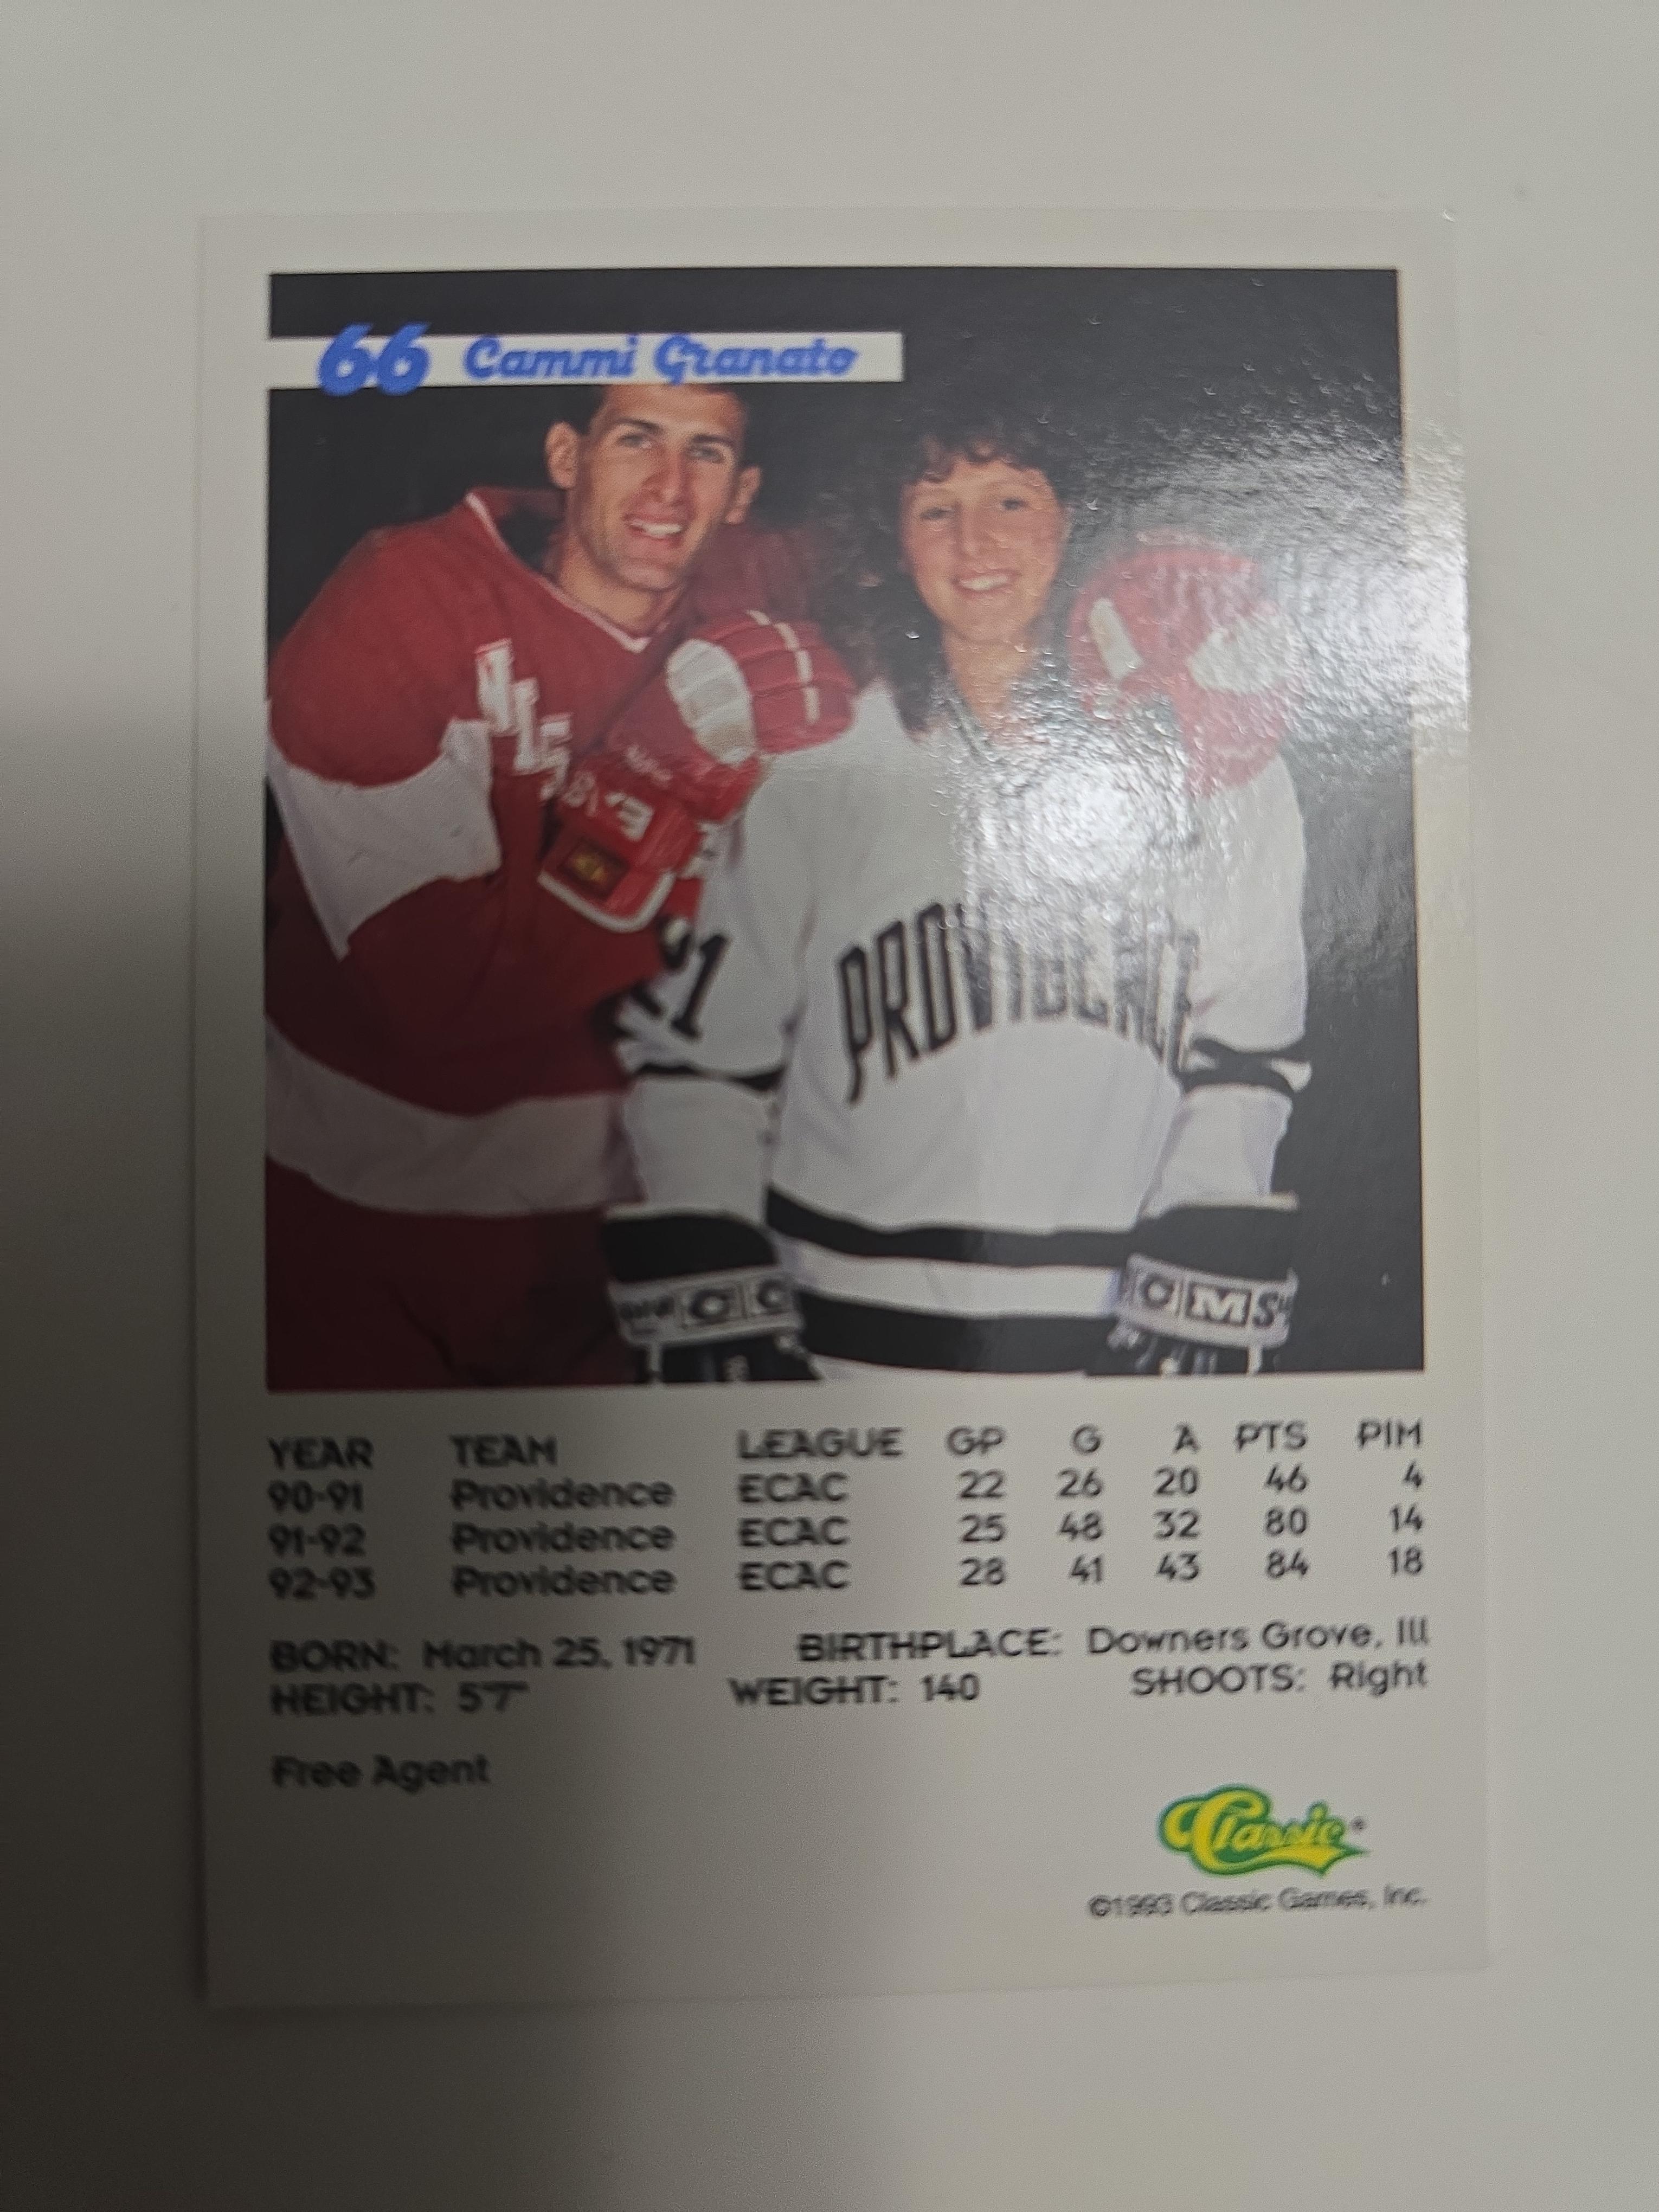 66 Cammi Granato
21
PROVIDENCE
CMS
YEAR TEAM LEAGUE GP G A PTS PIM
90-91 Providence ECAC 22 26 20 46 4
91-92 Providence ECAC 25 48 32 80 14
92-93 Providence ECAC 28 41 43 84 18
BORN: March 25, 1971 BIRTHPLACE: Downers Grove, Ill
HEIGHT: 5'7" WEIGHT: 140 SHOOTS: Right
Free Agent
Classic®
©1993 Classic Games, Inc.